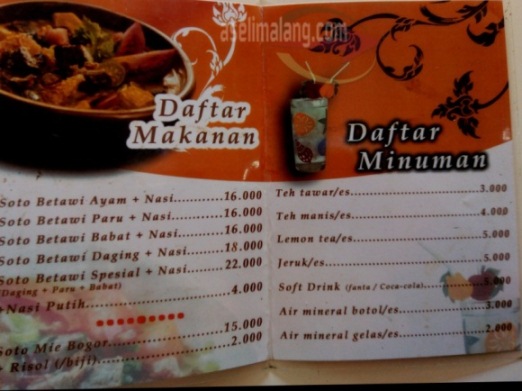 aselimalang.com
Daftar
Makanan
Soto Betawi Ayam + Nasi...........16.000
Soto Betawi Paru + Nasi...........16.000
Soto Betawi Babat + Nasi..........16.000
Soto Betawi Daging + Nasi........18.000
Soto Betawi Spesial + Nasi........22.000
(Daging + Paru + Babat)
+Nasi Putih..............................4.000
Soto Mie Bogor........................15.000
+ Risol (/biji)...........................2.000
Daftar
Minuman
Teh tawar/es...........................3.000
Teh manis/es...........................4.000
Lemon tea/es...........................5.000
Jeruk/es..................................5.000
Soft Drink (fanta / Coca-cola)........5.000
Air mineral botol/es..................3.000
Air mineral gelas/es..................2.000